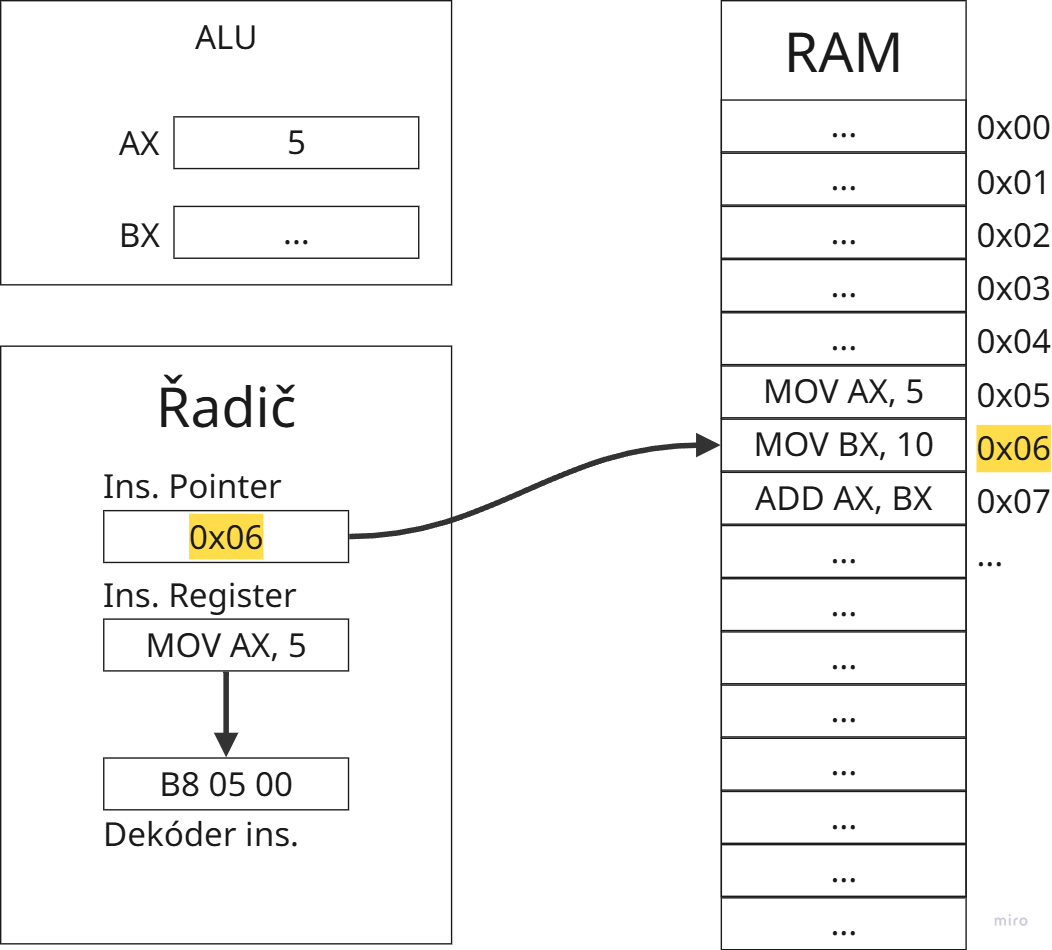 ALU
AX
5
BX
...
Řadič
Ins. Pointer
0x06
Ins. Register
MOV AX, 5
B8 05 00
Dekóder ins.
RAM
... 0x00
... 0x01
... 0x02
... 0x03
... 0x04
MOV AX, 5 0x05
MOV BX, 10 0x06
ADD AX, BX 0x07
... ...
...
...
...
...
...
...
...
miro